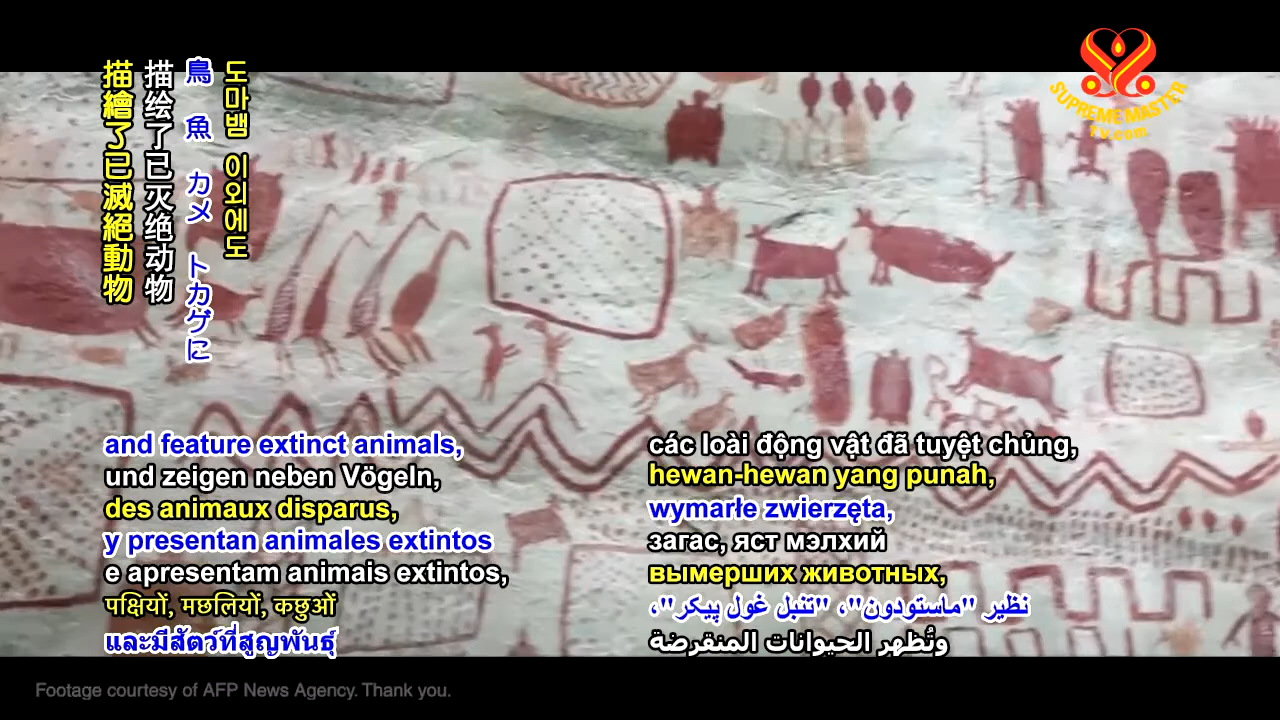 描繪了已滅絕動物
描绘了已灭绝动物
鳥 魚 カメ トカゲに
도마뱀 이외에도
SUPREME MASTER
tv.com
and feature extinct animals,
und zeigen neben Vögeln,
des animaux disparus,
y presentan animales extintos
e apresentam animais extintos,
पक्षियों, मछलियों, कछुओं
และมีสัตว์ที่สูญพันธุ์
các loài động vật đã tuyệt chủng,
hewan-hewan yang punah,
wymarłe zwierzęta,
загас, яст мэлхий
вымерших животных,
نظیر "ماستودون"، "تنبل غول پیکر"،
وتُظهر الحيوانات المنقرضة
Footage courtesy of AFP News Agency. Thank you.